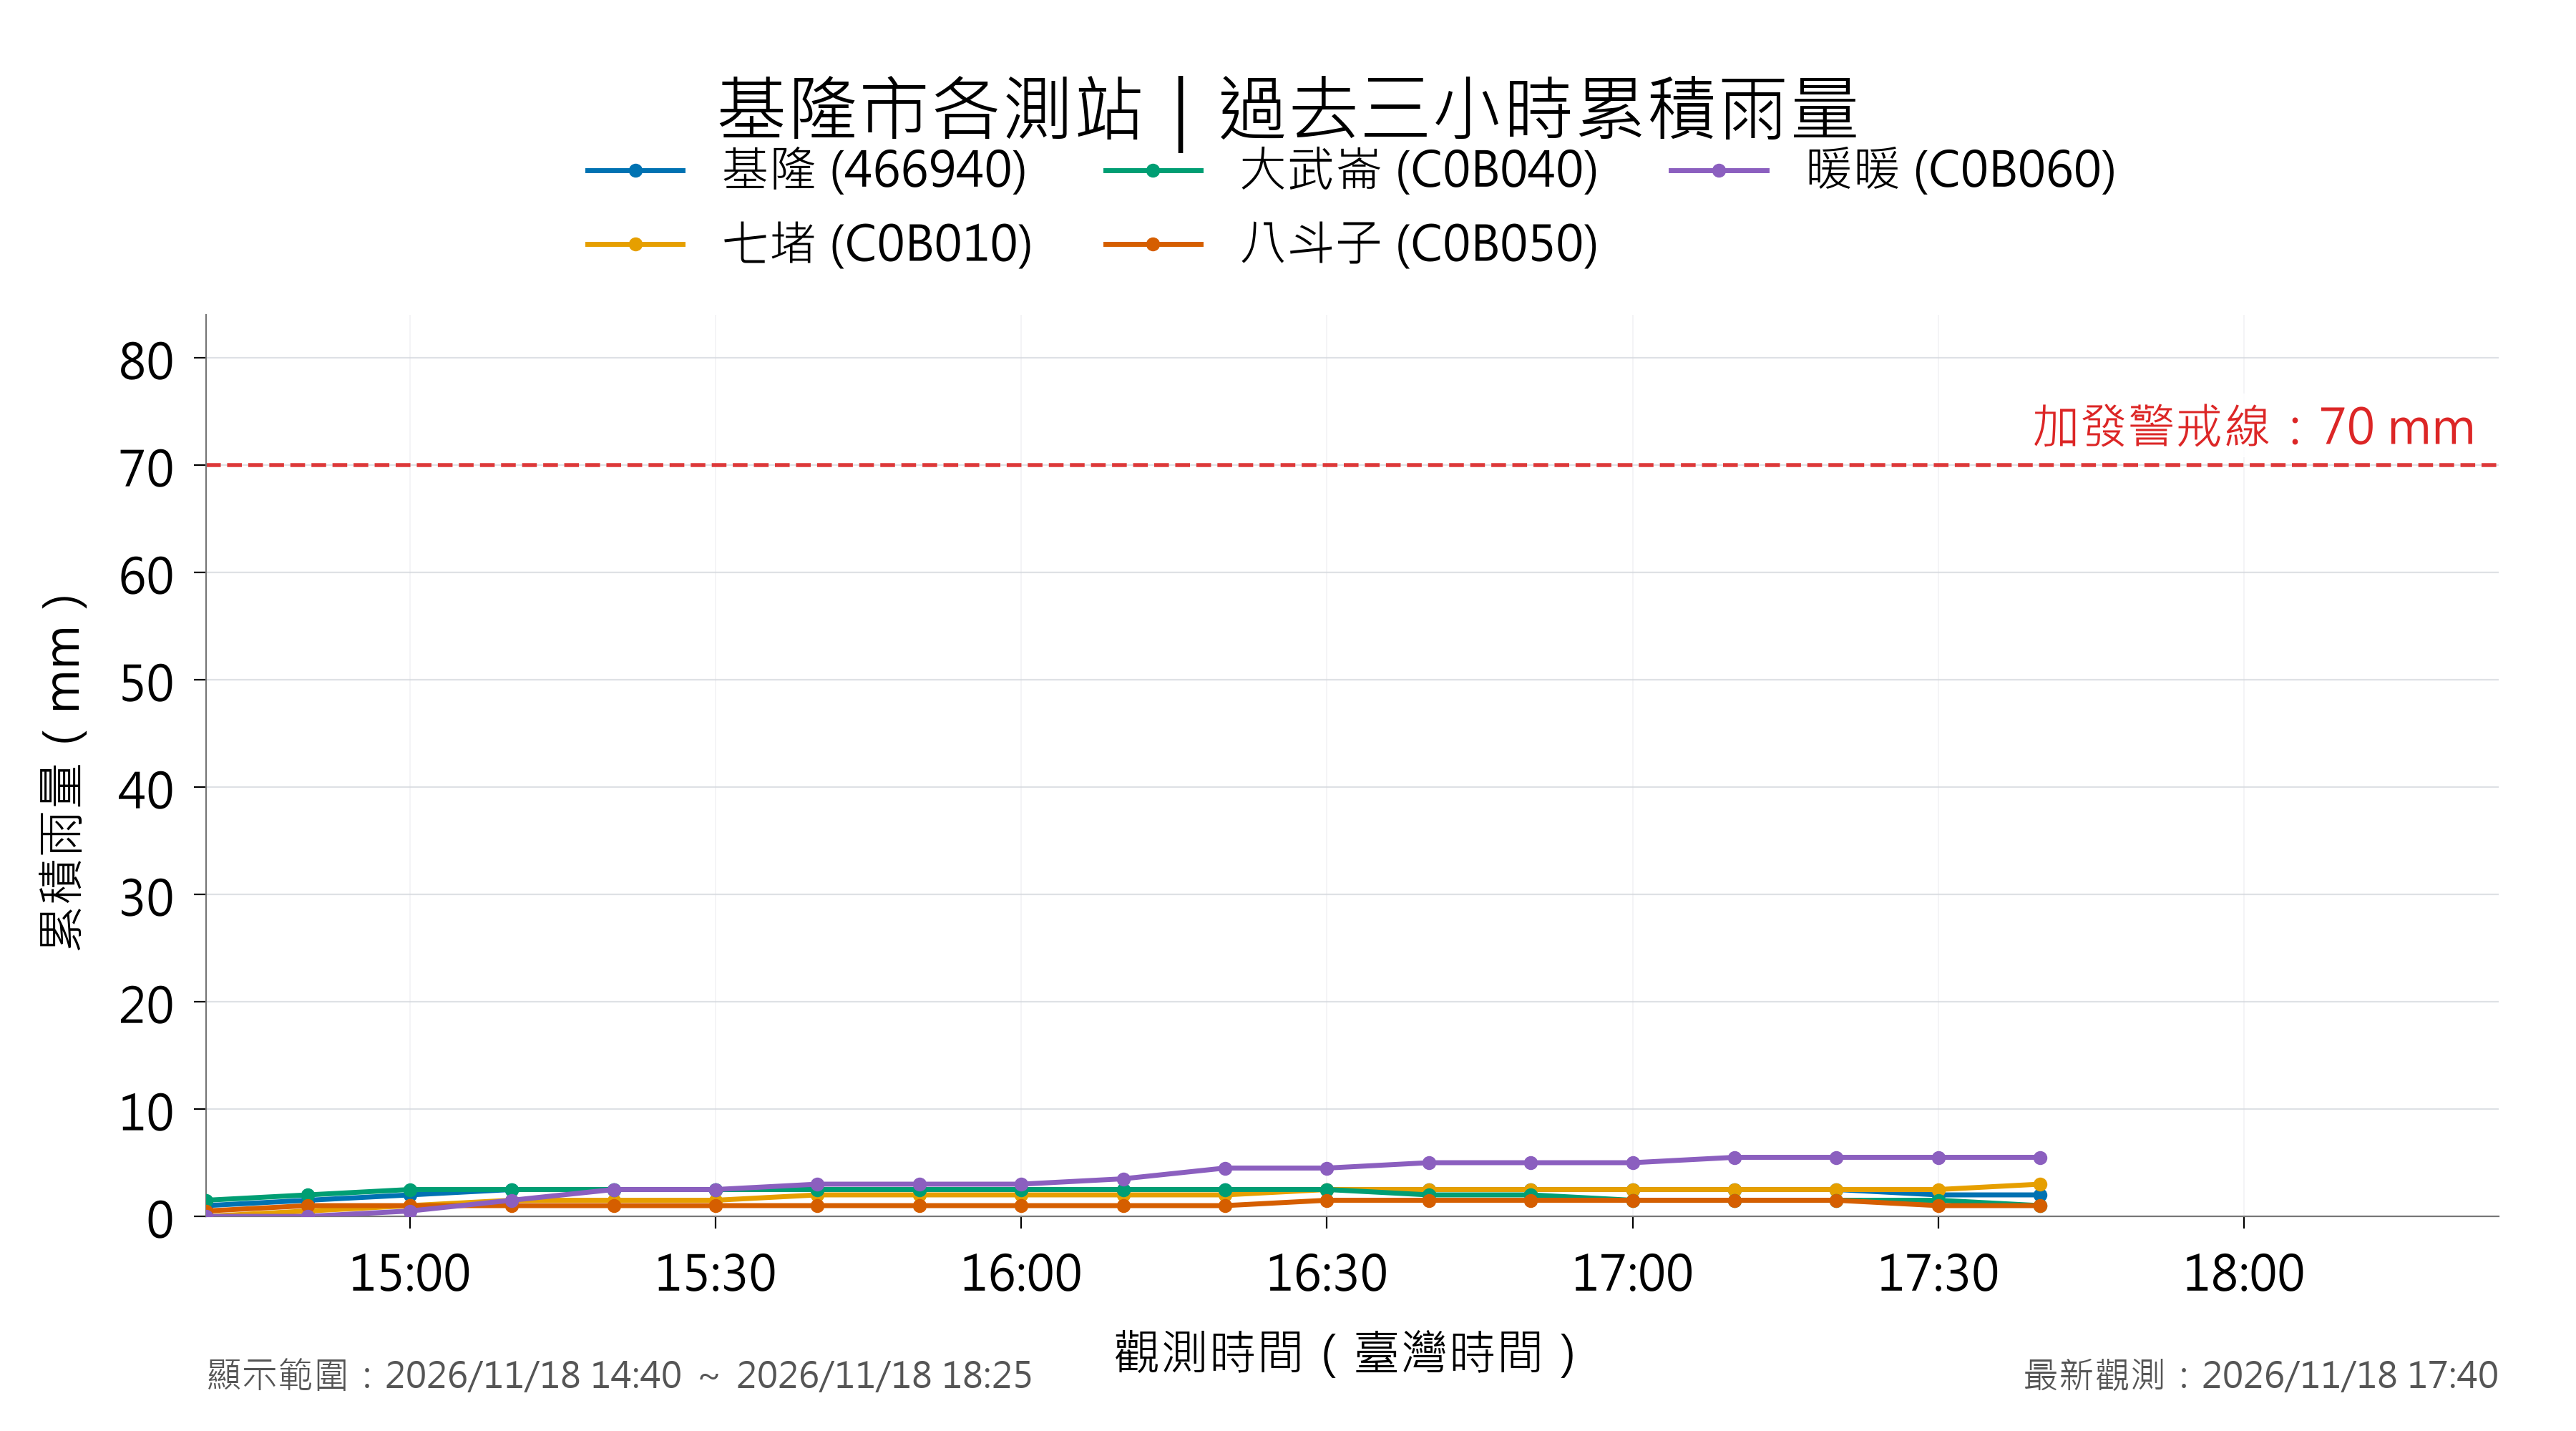 基隆市各測站｜過去三小時累積雨量
基隆 (466940) 大武崙 (C0B040) 暖暖 (C0B060)
七堵 (C0B010) 八斗子 (C0B050)
80
加發警戒線：70 mm
70
60
50
40
30
20
10
0
累積雨量（mm）
15:00 15:30 16:00 16:30 17:00 17:30 18:00
觀測時間（臺灣時間）
顯示範圍：2026/11/18 14:40 ~ 2026/11/18 18:25
最新觀測：2026/11/18 17:40